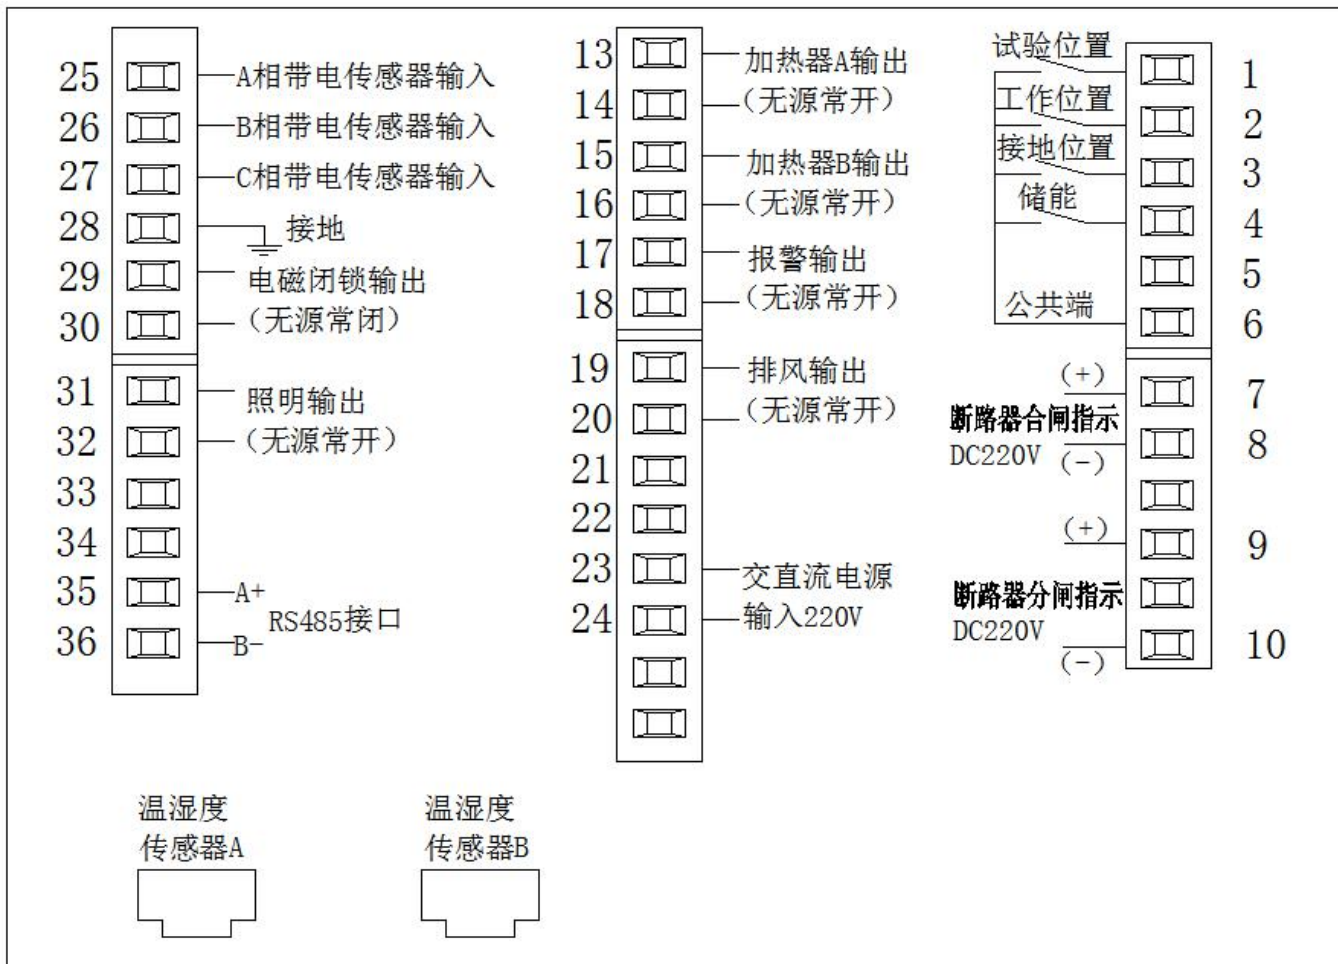 25
A相带电传感器输入
26
B相带电传感器输入
27
C相带电传感器输入
28
接地
29
电磁闭锁输出
30
(无源常闭)
31
照明输出
32
(无源常开)
33
34
35
A+
RS485接口
36
B-
13
加热器A输出
14
(无源常开)
15
加热器B输出
16
(无源常开)
17
报警输出
18
(无源常开)
19
排风输出
20
(无源常开)
21
22
23
交直流电源
24
输入220V
试验位置
1
工作位置
2
接地位置
3
储能
4
5
公共端
6
(+)
7
断路器合闸指示
DC220V
(-)
8
(+)
9
断路器分闸指示
DC220V
(-)
10
温湿度
传感器A
温湿度
传感器B